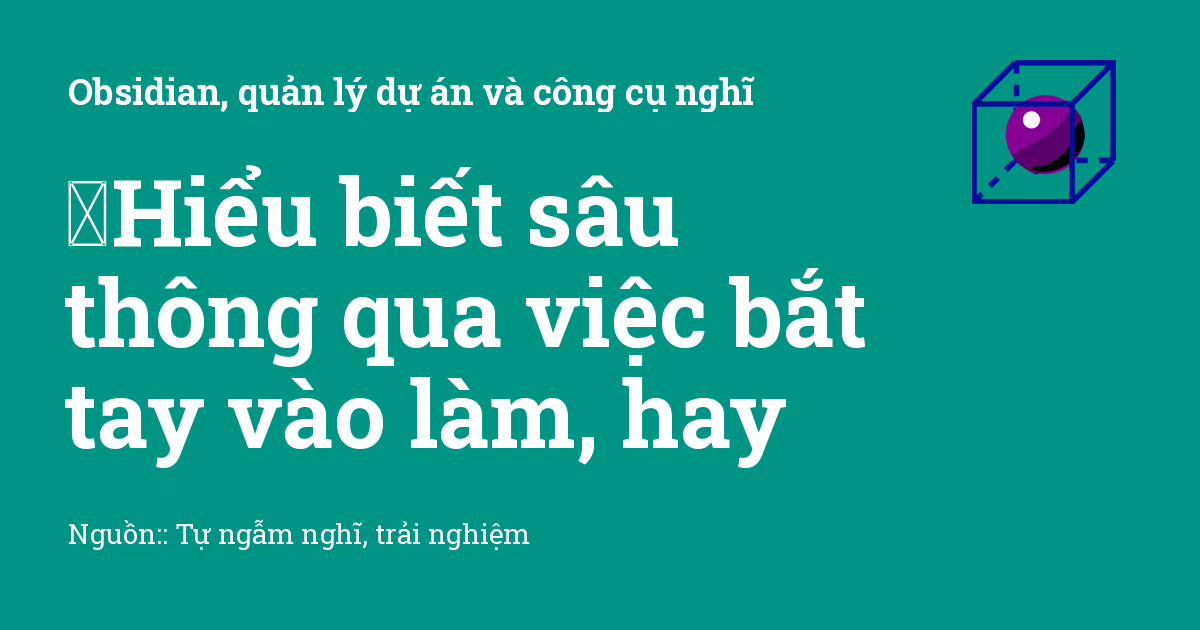 Obsidian, quản lý dự án và công cụ nghĩ
Hiểu biết sâu
thông qua việc bắt
tay vào làm, hay
Nguồn:: Tự ngẫm nghĩ, trải nghiệm